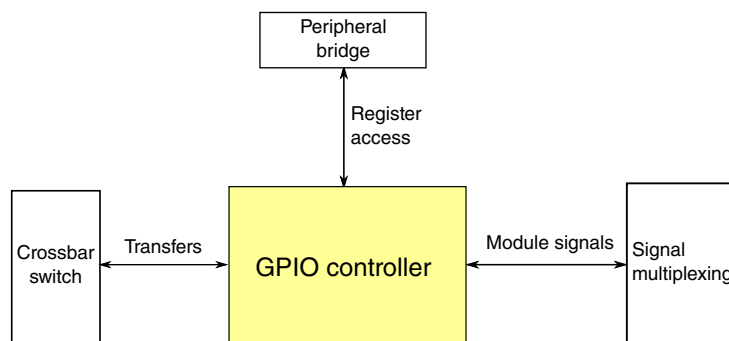 Peripheral
bridge
Register
access
Crossbar
switch
Transfers
GPIO controller
Module signals
Signal
multiplexing